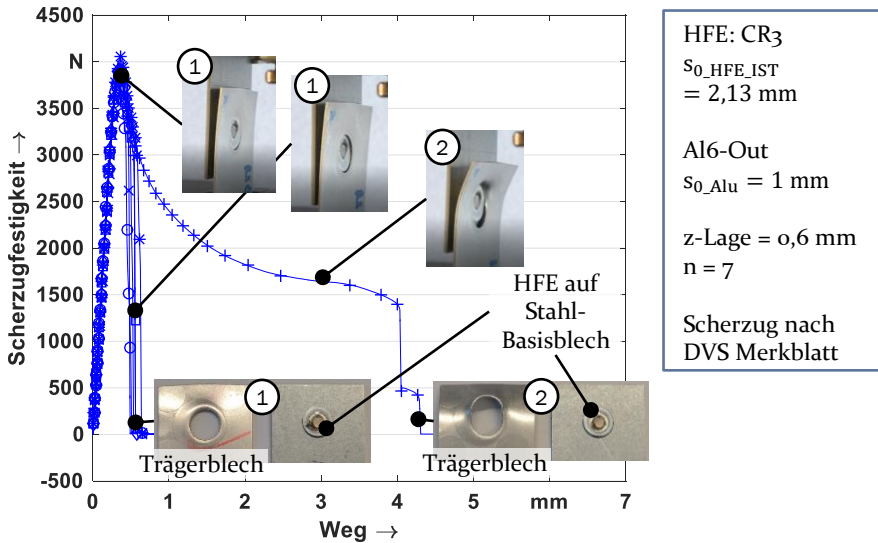 Scherzugfestigkeit →
N
4500
4000
3500
3000
2500
2000
1500
1000
500
0
-500
0
1
2
3
4
5
mm
7
Weg →
1
1
2
HFE auf
Stahl-
Basisblech
1
2
Trägerblech
Trägerblech
HFE: CR3
s0_HFE_IST
= 2,13 mm
Al6-Out
s0_Alu = 1 mm
z-Lage = 0,6 mm
n = 7
Scherzug nach
DVS Merkblatt